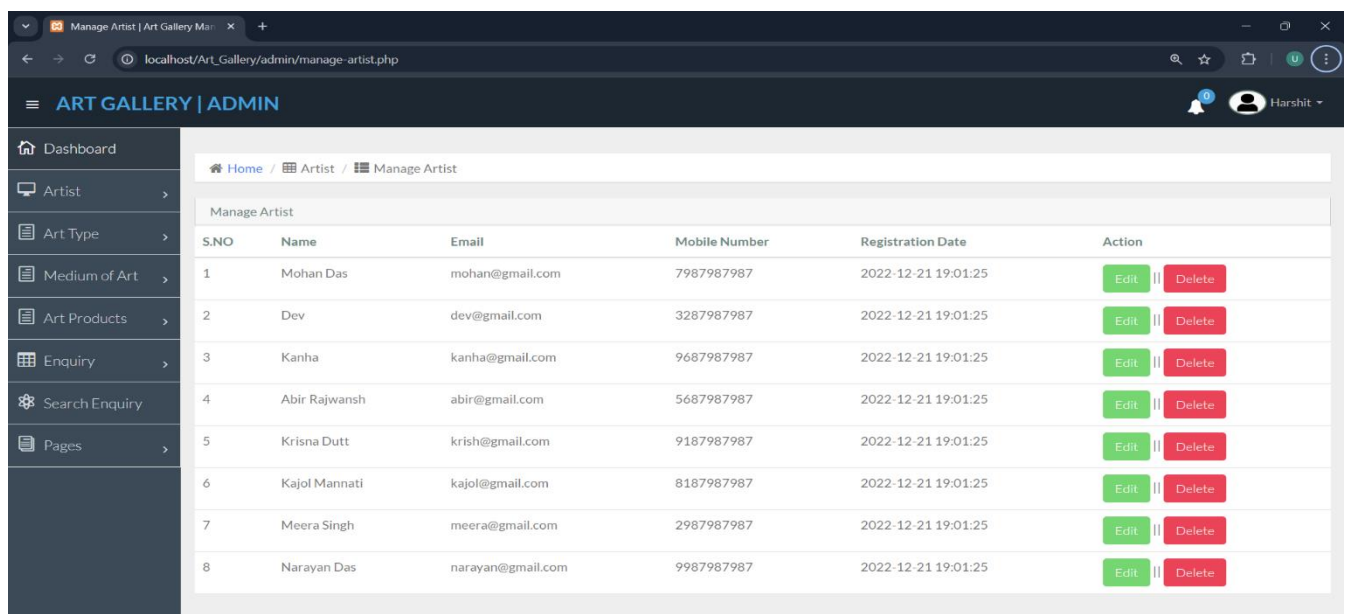 Manage Artist | Art Gallery Man
localhost/Art_Gallery/admin/manage-artist.php
U
ART GALLERY | ADMIN
0
Harshit
Dashboard
Artist
Art Type
Medium of Art
Art Products
Enquiry
Search Enquiry
Pages
Home / Artist / Manage Artist
Manage Artist
S.NO Name Email Mobile Number Registration Date Action
1 Mohan Das mohan@gmail.com 7987987987 2022-12-21 19:01:25 Edit || Delete
2 Dev dev@gmail.com 3287987987 2022-12-21 19:01:25 Edit || Delete
3 Kanha kanha@gmail.com 9687987987 2022-12-21 19:01:25 Edit || Delete
4 Abir Rajwansh abir@gmail.com 5687987987 2022-12-21 19:01:25 Edit || Delete
5 Krisna Dutt krish@gmail.com 9187987987 2022-12-21 19:01:25 Edit || Delete
6 Kajol Mannati kajol@gmail.com 8187987987 2022-12-21 19:01:25 Edit || Delete
7 Meera Singh meera@gmail.com 2987987987 2022-12-21 19:01:25 Edit || Delete
8 Narayan Das narayan@gmail.com 9987987987 2022-12-21 19:01:25 Edit || Delete